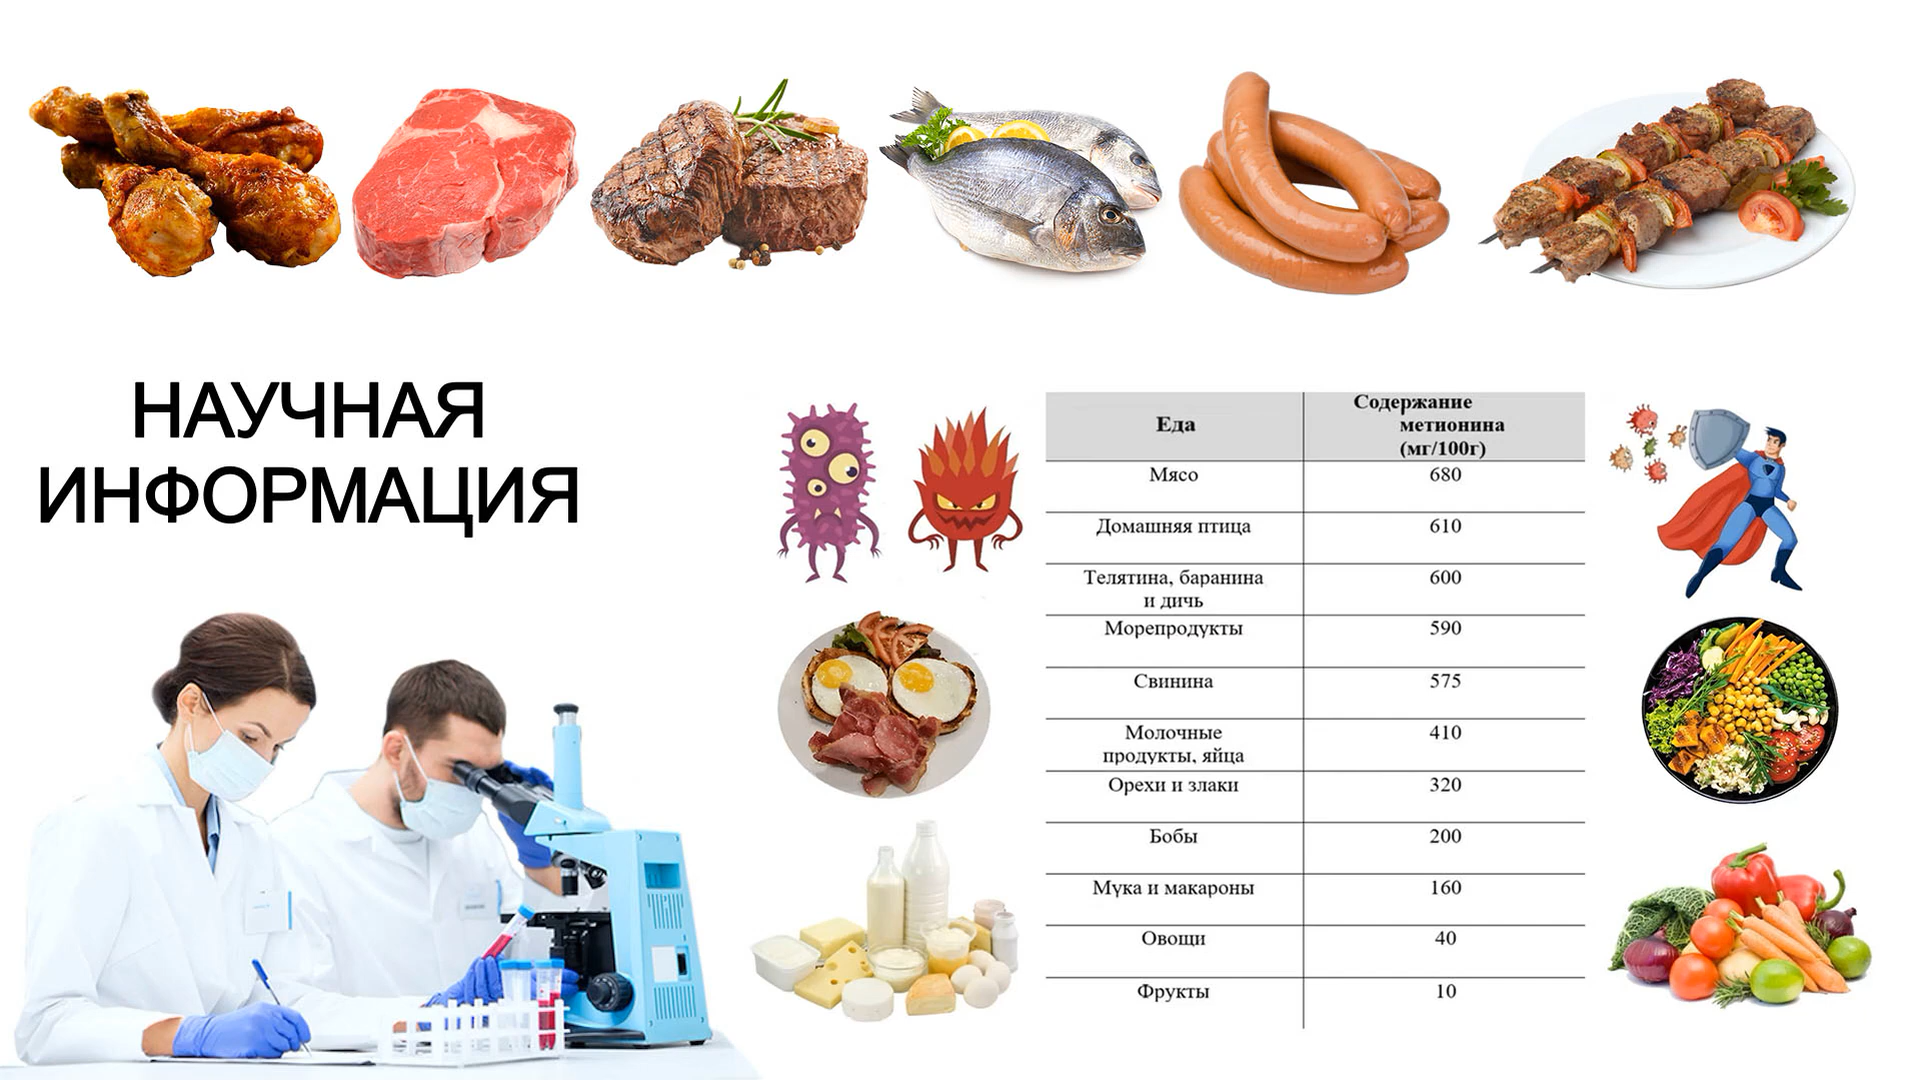 НАУЧНАЯ
ИНФОРМАЦИЯ
Еда
Содержание
метионина
(мг/100г)
Мясо 680
Домашняя птица 610
Телятина, баранина 600
и дичь
Морепродукты 590
Свинина 575
Молочные 410
продукты, яйца
Орехи и злаки 320
Бобы 200
Мука и макароны 160
Овощи 40
Фрукты 10